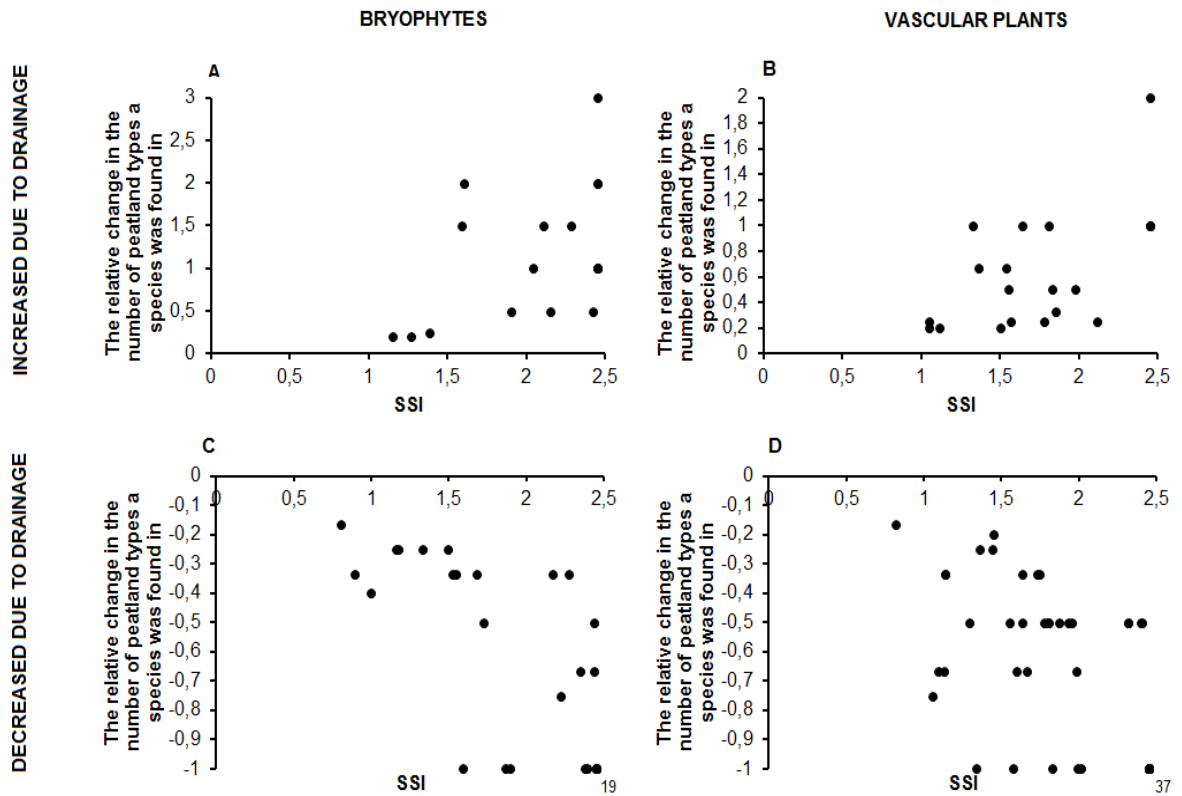 BRYOPHYTES
VASCULAR PLANTS
INCREASED DUE TO DRAINAGE
A
The relative change in the
number of peatland types a
species was found in
3
2,5
2
1,5
1
0,5
0
0
0,5
1
1,5
2
2,5
SSI
B
The relative change in the
number of peatland types a
species was found in
2
1,8
1,6
1,4
1,2
1
0,8
0,6
0,4
0,2
0
0
0,5
1
1,5
2
2,5
SSI
DECREASED DUE TO DRAINAGE
C
The relative change in the
number of peatland types a
species was found in
0
-0,1
-0,2
-0,3
-0,4
-0,5
-0,6
-0,7
-0,8
-0,9
-1
0
0,5
1
1,5
2
2,5
SSI
19
D
The relative change in the
number of peatland types a
species was found in
0
-0,1
-0,2
-0,3
-0,4
-0,5
-0,6
-0,7
-0,8
-0,9
-1
0
0,5
1
1,5
2
2,5
SSI
37